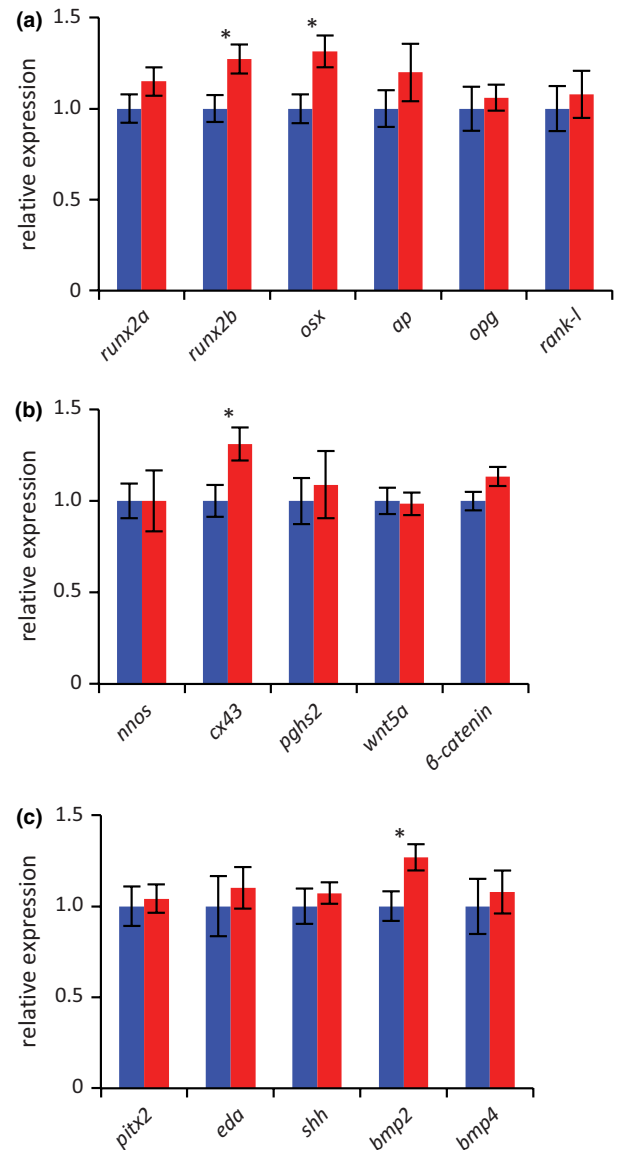 (a)
1.5
1.0
0.5
0
relative expression
* *
runx2a runx2b osx ap opg rank-l
(b)
1.5
1.0
0.5
0
relative expression
*
nnos cx43 pghs2 wnt5a β-catenin
(c)
1.5
1.0
0.5
0
relative expression
*
pitx2 eda shh bmp2 bmp4